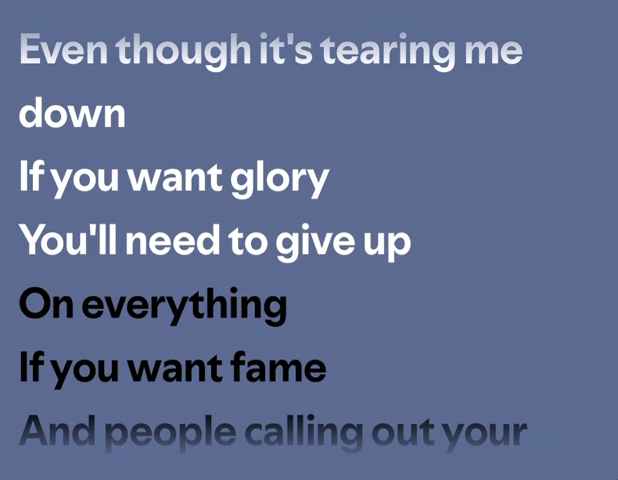 Even though it's tearing me
down
If you want glory
You'll need to give up
On everything
If you want fame
And people calling out your